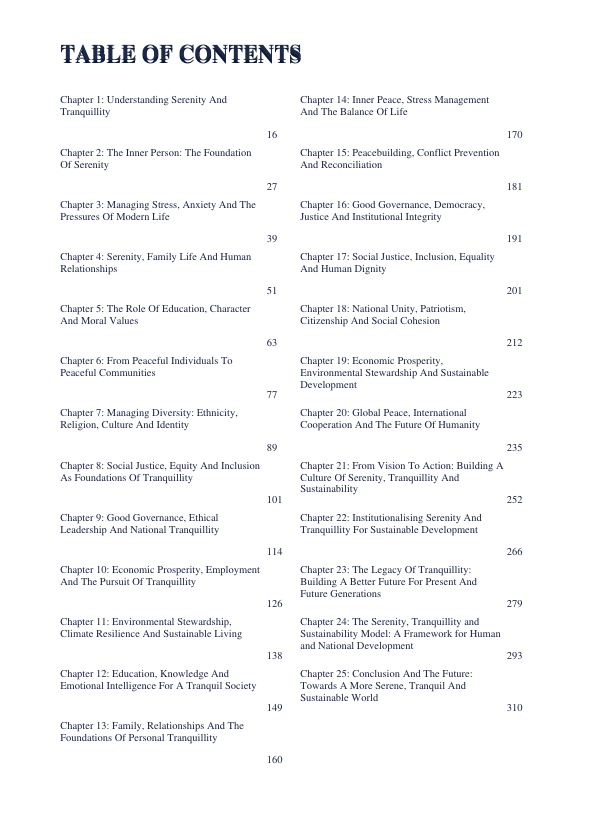 TABLE OF CONTENTS
Chapter 1: Understanding Serenity And
Tranquillity
16
Chapter 2: The Inner Person: The Foundation
Of Serenity
27
Chapter 3: Managing Stress, Anxiety And The
Pressures Of Modern Life
39
Chapter 4: Serenity, Family Life And Human
Relationships
51
Chapter 5: The Role Of Education, Character
And Moral Values
63
Chapter 6: From Peaceful Individuals To
Peaceful Communities
77
Chapter 7: Managing Diversity: Ethnicity,
Religion, Culture And Identity
89
Chapter 8: Social Justice, Equity And Inclusion
As Foundations Of Tranquillity
101
Chapter 9: Good Governance, Ethical
Leadership And National Tranquillity
114
Chapter 10: Economic Prosperity, Employment
And The Pursuit Of Tranquillity
126
Chapter 11: Environmental Stewardship,
Climate Resilience And Sustainable Living
138
Chapter 12: Education, Knowledge And
Emotional Intelligence For A Tranquil Society
149
Chapter 13: Family, Relationships And The
Foundations Of Personal Tranquillity
160
Chapter 14: Inner Peace, Stress Management
And The Balance Of Life
170
Chapter 15: Peacebuilding, Conflict Prevention
And Reconciliation
181
Chapter 16: Good Governance, Democracy,
Justice And Institutional Integrity
191
Chapter 17: Social Justice, Inclusion, Equality
And Human Dignity
201
Chapter 18: National Unity, Patriotism,
Citizenship And Social Cohesion
212
Chapter 19: Economic Prosperity,
Environmental Stewardship And Sustainable
Development
223
Chapter 20: Global Peace, International
Cooperation And The Future Of Humanity
235
Chapter 21: From Vision To Action: Building A
Culture Of Serenity, Tranquillity And
Sustainability
252
Chapter 22: Institutionalising Serenity And
Tranquillity For Sustainable Development
266
Chapter 23: The Legacy Of Tranquility:
Building A Better Future For Present And
Future Generations
279
Chapter 24: The Serenity, Tranquility and
Sustainability Model: A Framework for Human
and National Development
293
Chapter 25: Conclusion And The Future:
Towards A More Serene, Tranquil And
Sustainable World
310